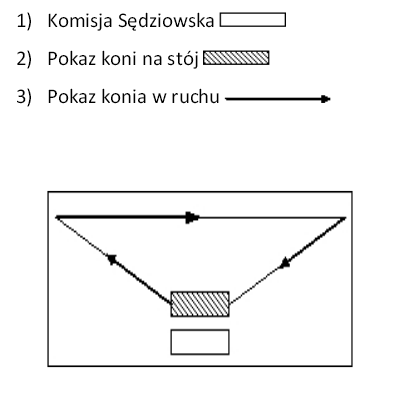 1) Komisja Sędziowska
2) Pokaz koni na stój
3) Pokaz konia w ruchu